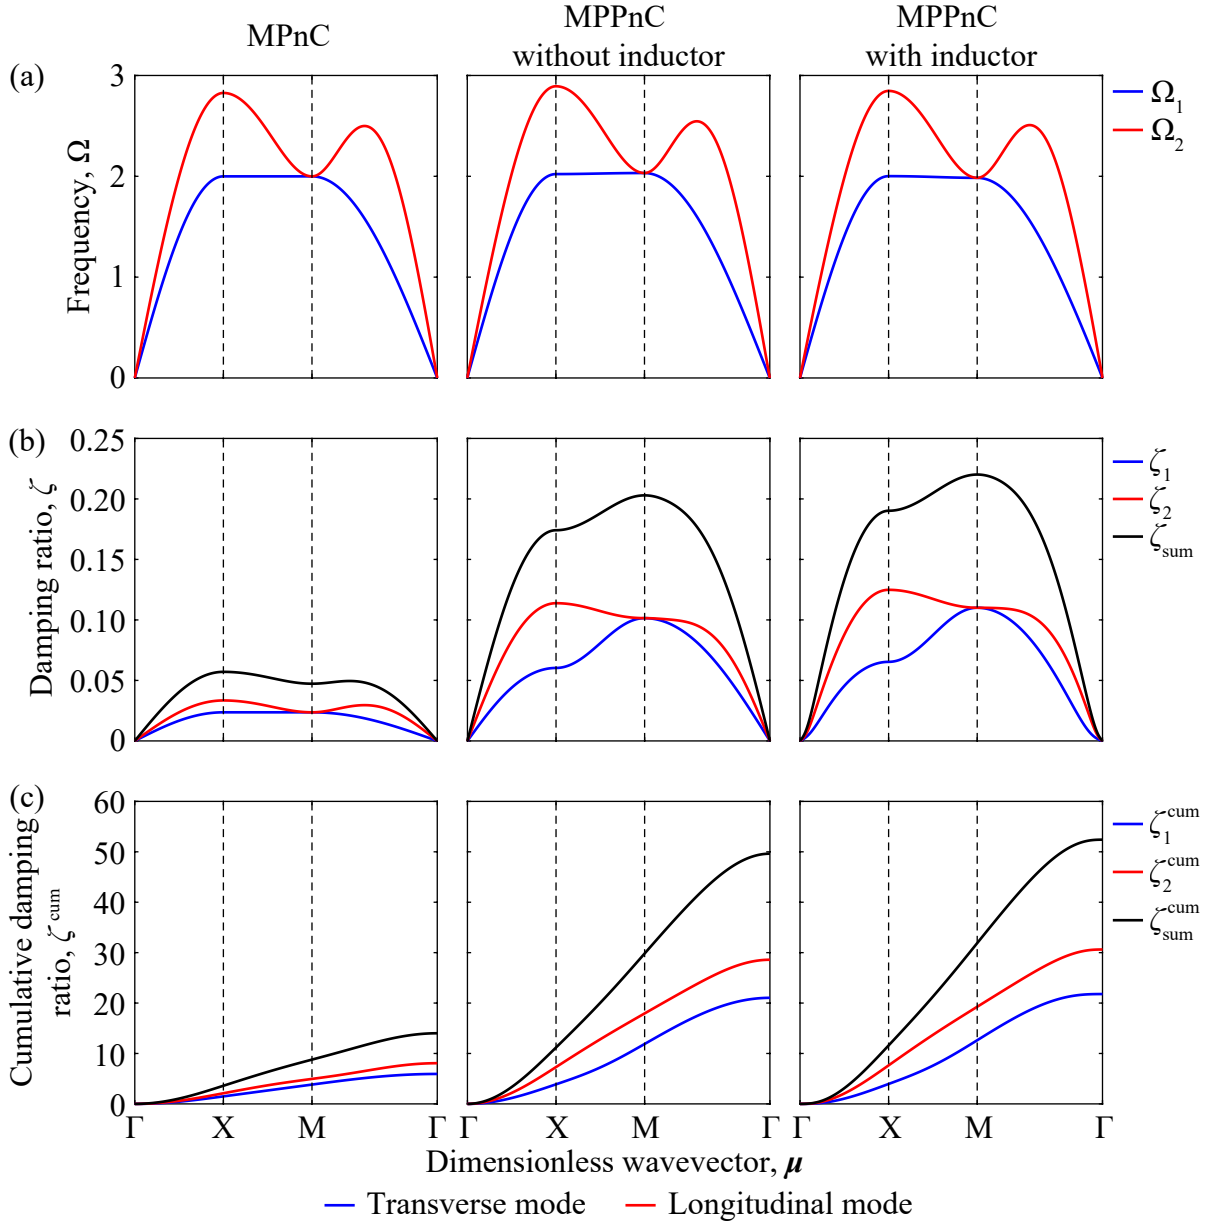 MPnC
MPPnC
without inductor
MPPnC
with inductor
(a)
Frequency, Ω
3
2
1
0
Ω₁
Ω₂
(b)
Damping ratio, ζ
0.25
0.20
0.15
0.10
0.05
0
ζ₁
ζ₂
ζsum
(c)
Cumulative damping
ratio, ζ cum
60
50
40
30
20
10
0
ζ₁cum
ζ₂cum
ζsumcum
Γ X M Γ
Γ X M Γ
Γ X M Γ
Dimensionless wavevector, μ
Transverse mode Longitudinal mode